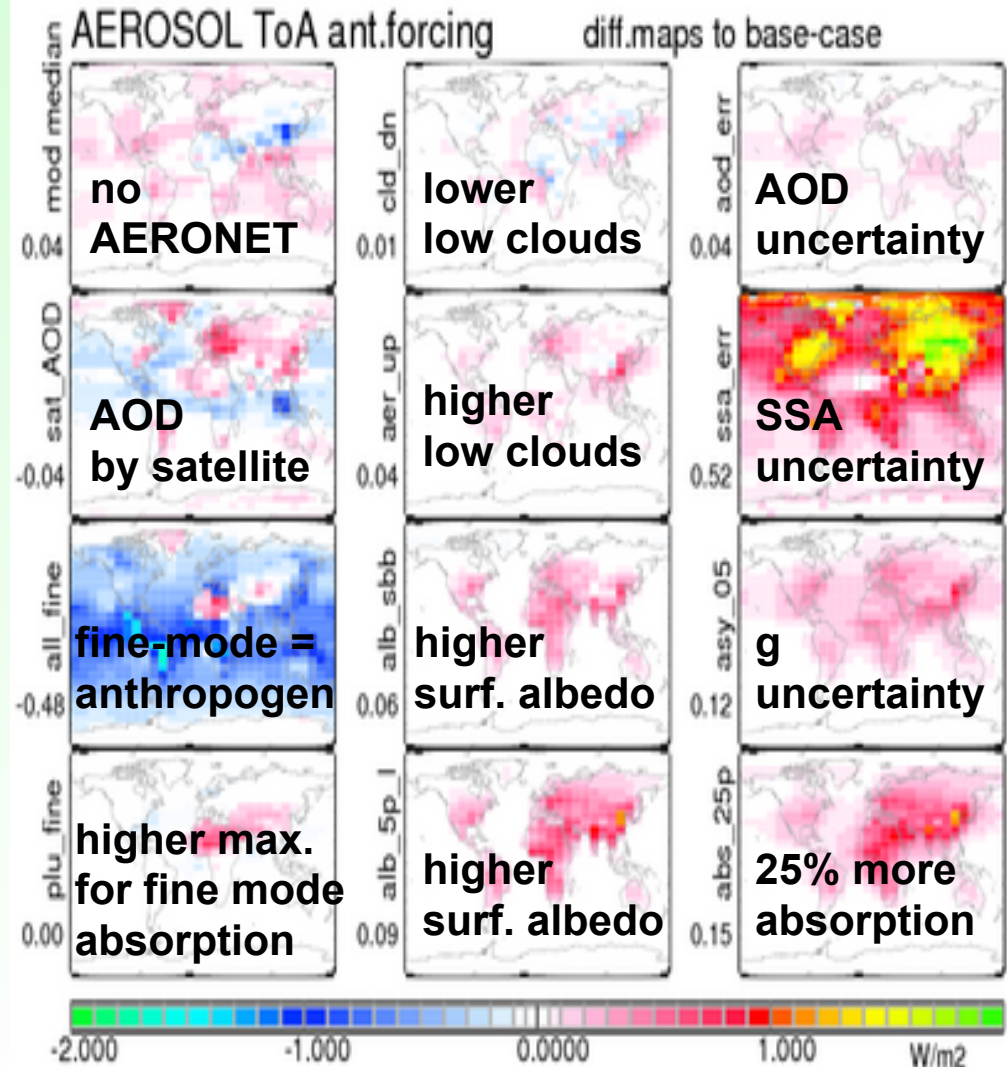 AEROSOL ToA ant.forcing diff.maps to base-case
mod median
0.04
no
AERONET
cld_dn
0.01
lower
low clouds
aod_err
0.04
AOD
uncertainty
sat_AOD
-0.04
AOD
by satellite
aer_up
0.04
higher
low clouds
ssa_err
0.52
SSA
uncertainty
all_fine
-0.48
fine-mode =
anthropogen
alb_sbb
0.06
higher
surf. albedo
asy_05
0.12
g
uncertainty
plu_fine
0.00
higher max.
for fine mode
absorption
alb_5p_l
0.09
higher
surf. albedo
abs_25p
0.15
25% more
absorption
-2.000 -1.000 0.0000 1.000 W/m2